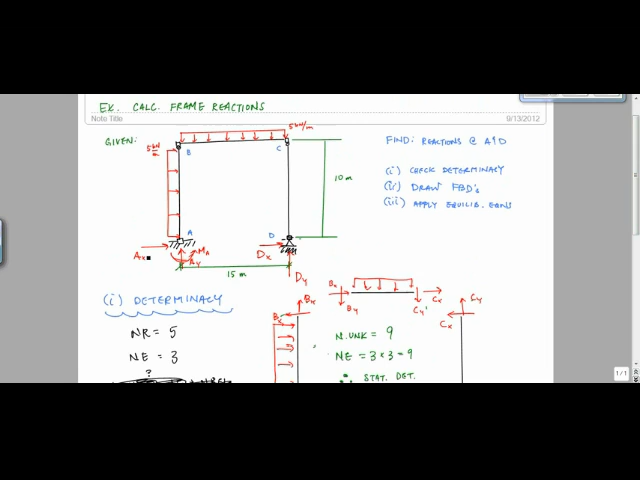 EX. CALC. FRAME REACTIONS
Note Title
9/13/2012
GIVEN:
5kN/m
5kN/m
B
C
10m
A
D
Ax
MA
Ay
Dx
Dy
15 m
FIND: REACTIONS @ A&D
(i) CHECK DETERMINACY
(ii) DRAW FBD's
(iii) APPLY EQUILIB. EQNS
(i) DETERMINACY
NR = 5
NE = 3
?
Bx
Bx
Bx
By
Cx
Cy'
Cy
Cx
N.UNK = 9
NE = 3 x 3 = 9
STAT. DET.
1/1